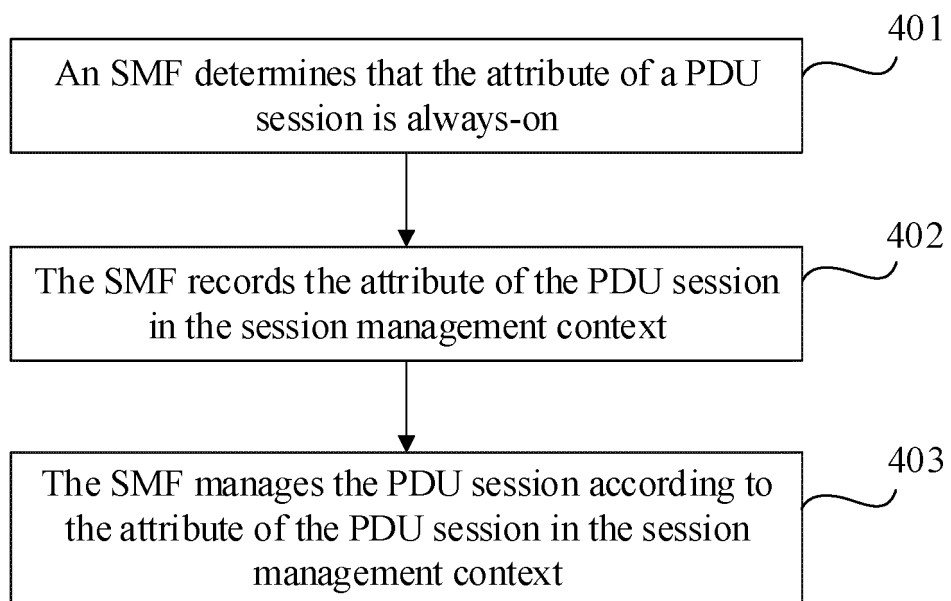 401
An SMF determines that the attribute of a PDU
session is always-on
402
The SMF records the attribute of the PDU session
in the session management context
403
The SMF manages the PDU session according to
the attribute of the PDU session in the session
management context